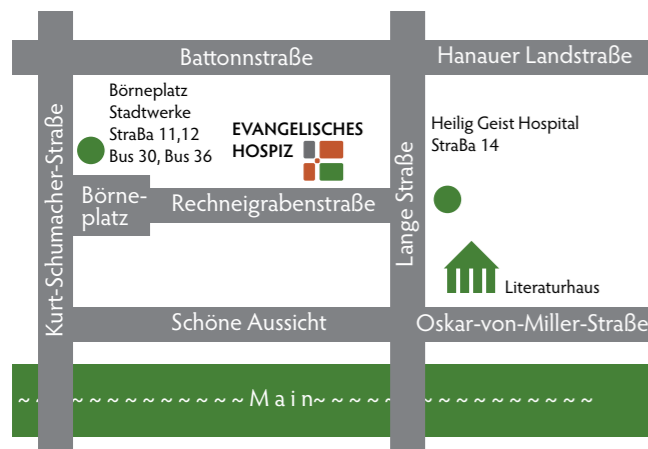 Battonnstraße
Hanauer Landstraße
Kurt-Schumacher-Straße
Börneplatz
Stadtwerke
StraBa 11,12
Bus 30, Bus 36
EVANGELISCHES
HOSPIZ
Lange Straße
Heilig Geist Hospital
StraBa 14
Börne-
platz
Rechneigrabenstraße
Literaturhaus
Schöne Aussicht
Oskar-von-Miller-Straße
~ ~ ~ ~ ~ ~ ~ ~ ~ ~ ~ ~ ~ M a i n ~ ~ ~ ~ ~ ~ ~ ~ ~ ~ ~ ~ ~ ~ ~ ~